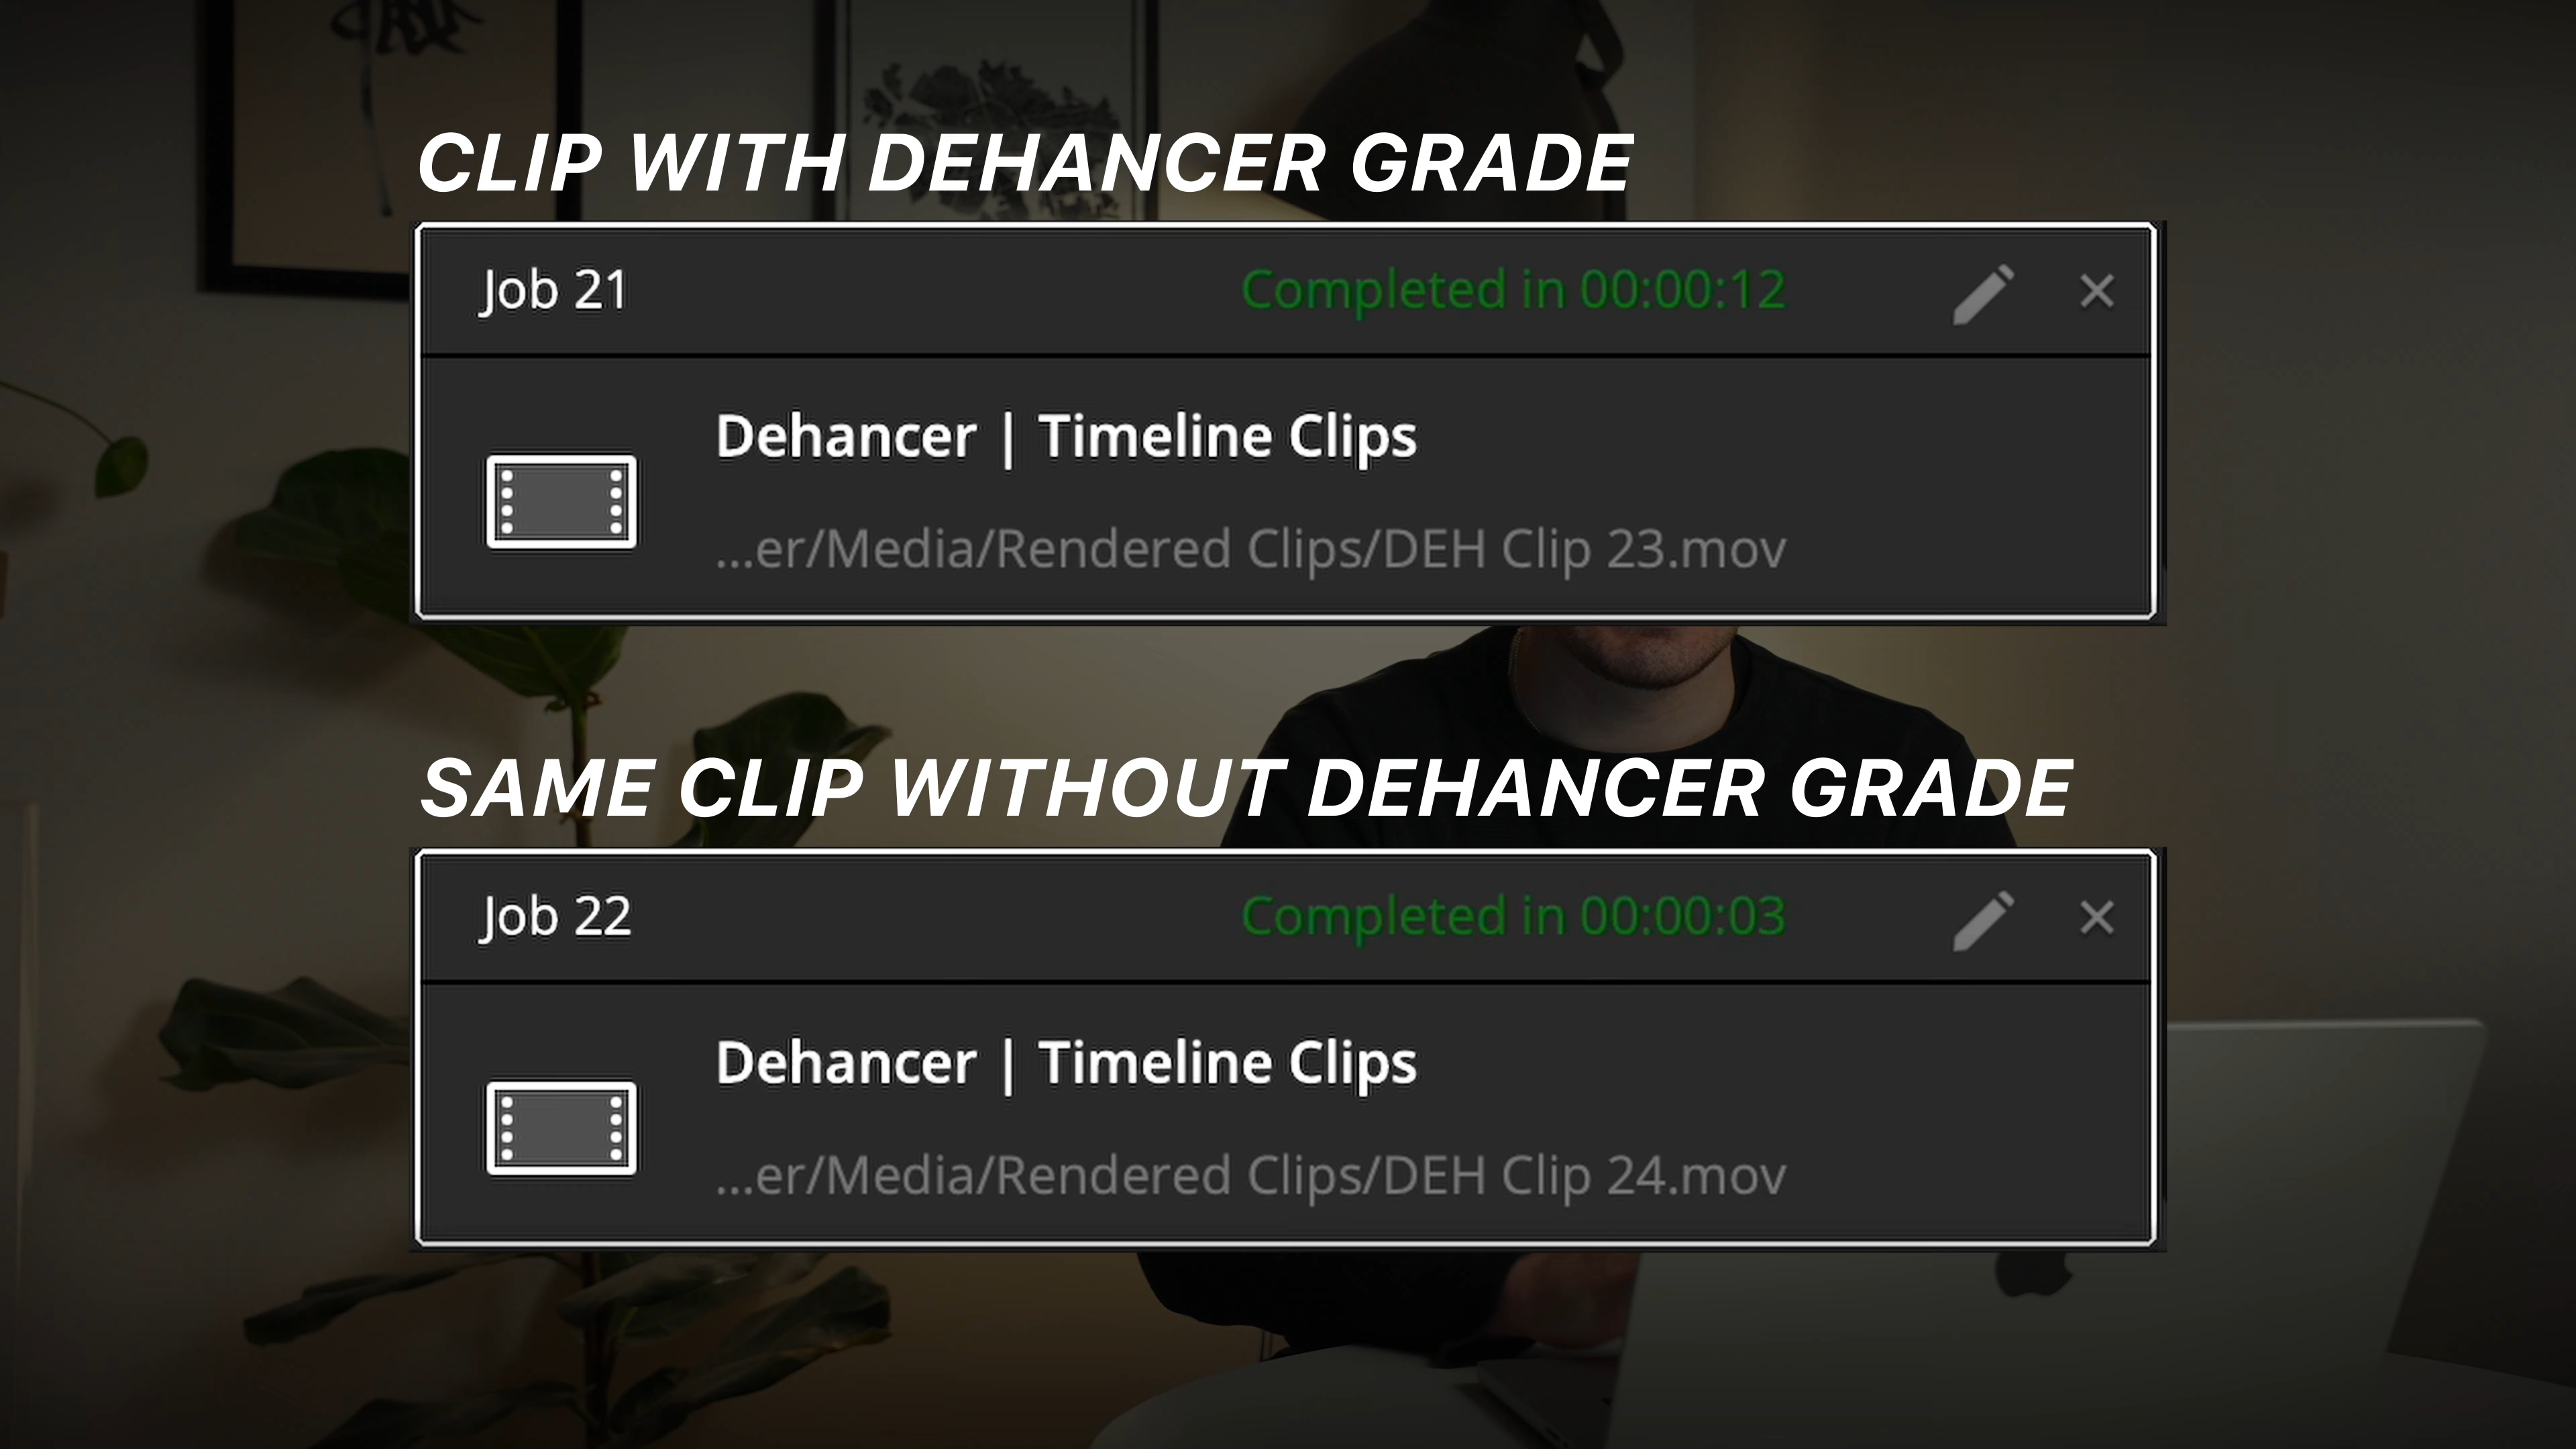 CLIP WITH DEHANCER GRADE
Job 21 Completed in 00:00:12
Dehancer | Timeline Clips
...er/Media/Rendered Clips/DEH Clip 23.mov
SAME CLIP WITHOUT DEHANCER GRADE
Job 22 Completed in 00:00:03
Dehancer | Timeline Clips
...er/Media/Rendered Clips/DEH Clip 24.mov